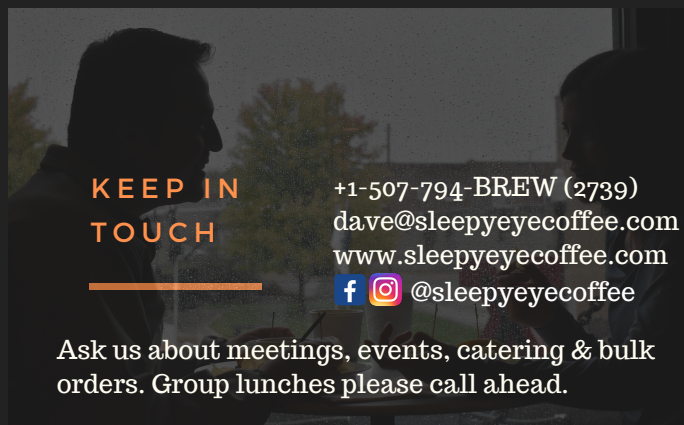 KEEP IN
TOUCH
+1-507-794-BREW (2739)
dave@sleepyeyecoffee.com
www.sleepyeyecoffee.com
@sleepyeyecoffee
Ask us about meetings, events, catering & bulk
orders. Group lunches please call ahead.